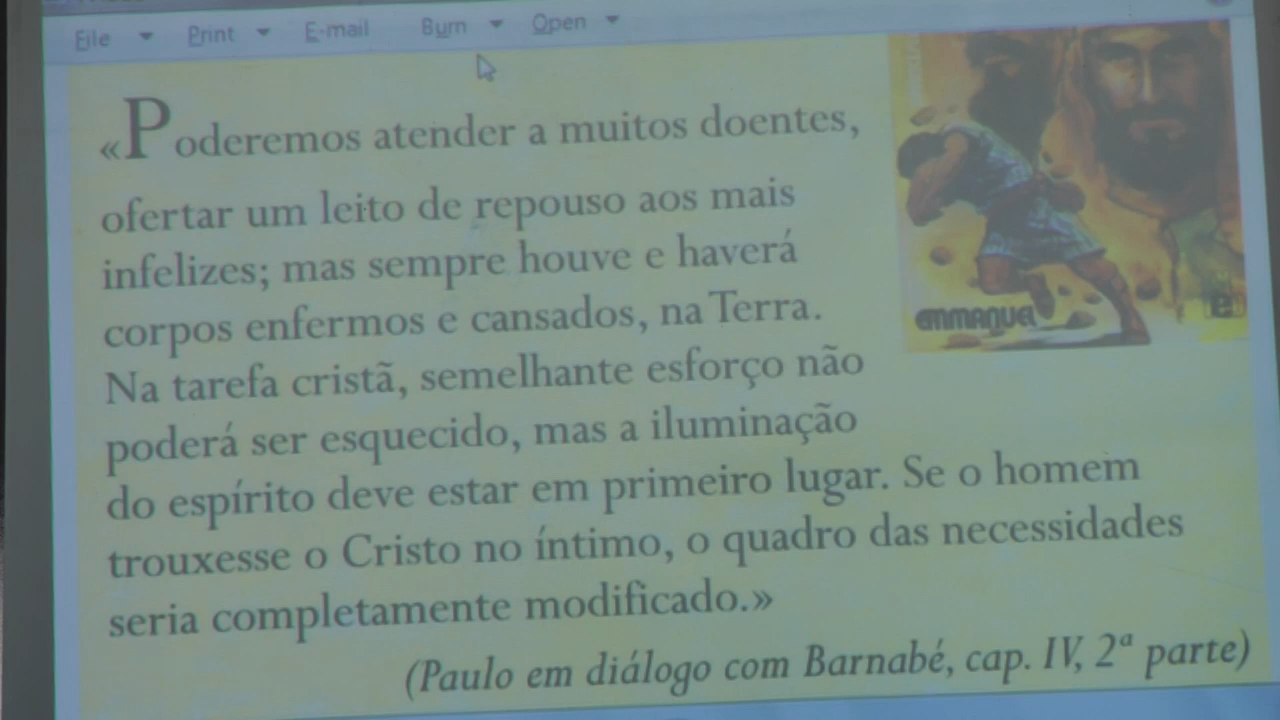 File Print E-mail Burn Open
«Poderemos atender a muitos doentes,
ofertar um leito de repouso aos mais
infelizes; mas sempre houve e haverá
corpos enfermos e cansados, na Terra.
Na tarefa cristã, semelhante esforço não
poderá ser esquecido, mas a iluminação
do espírito deve estar em primeiro lugar. Se o homem
trouxesse o Cristo no íntimo, o quadro das necessidades
seria completamente modificado.»
(Paulo em diálogo com Barnabé, cap. IV, 2ª parte)
EMMANUEL